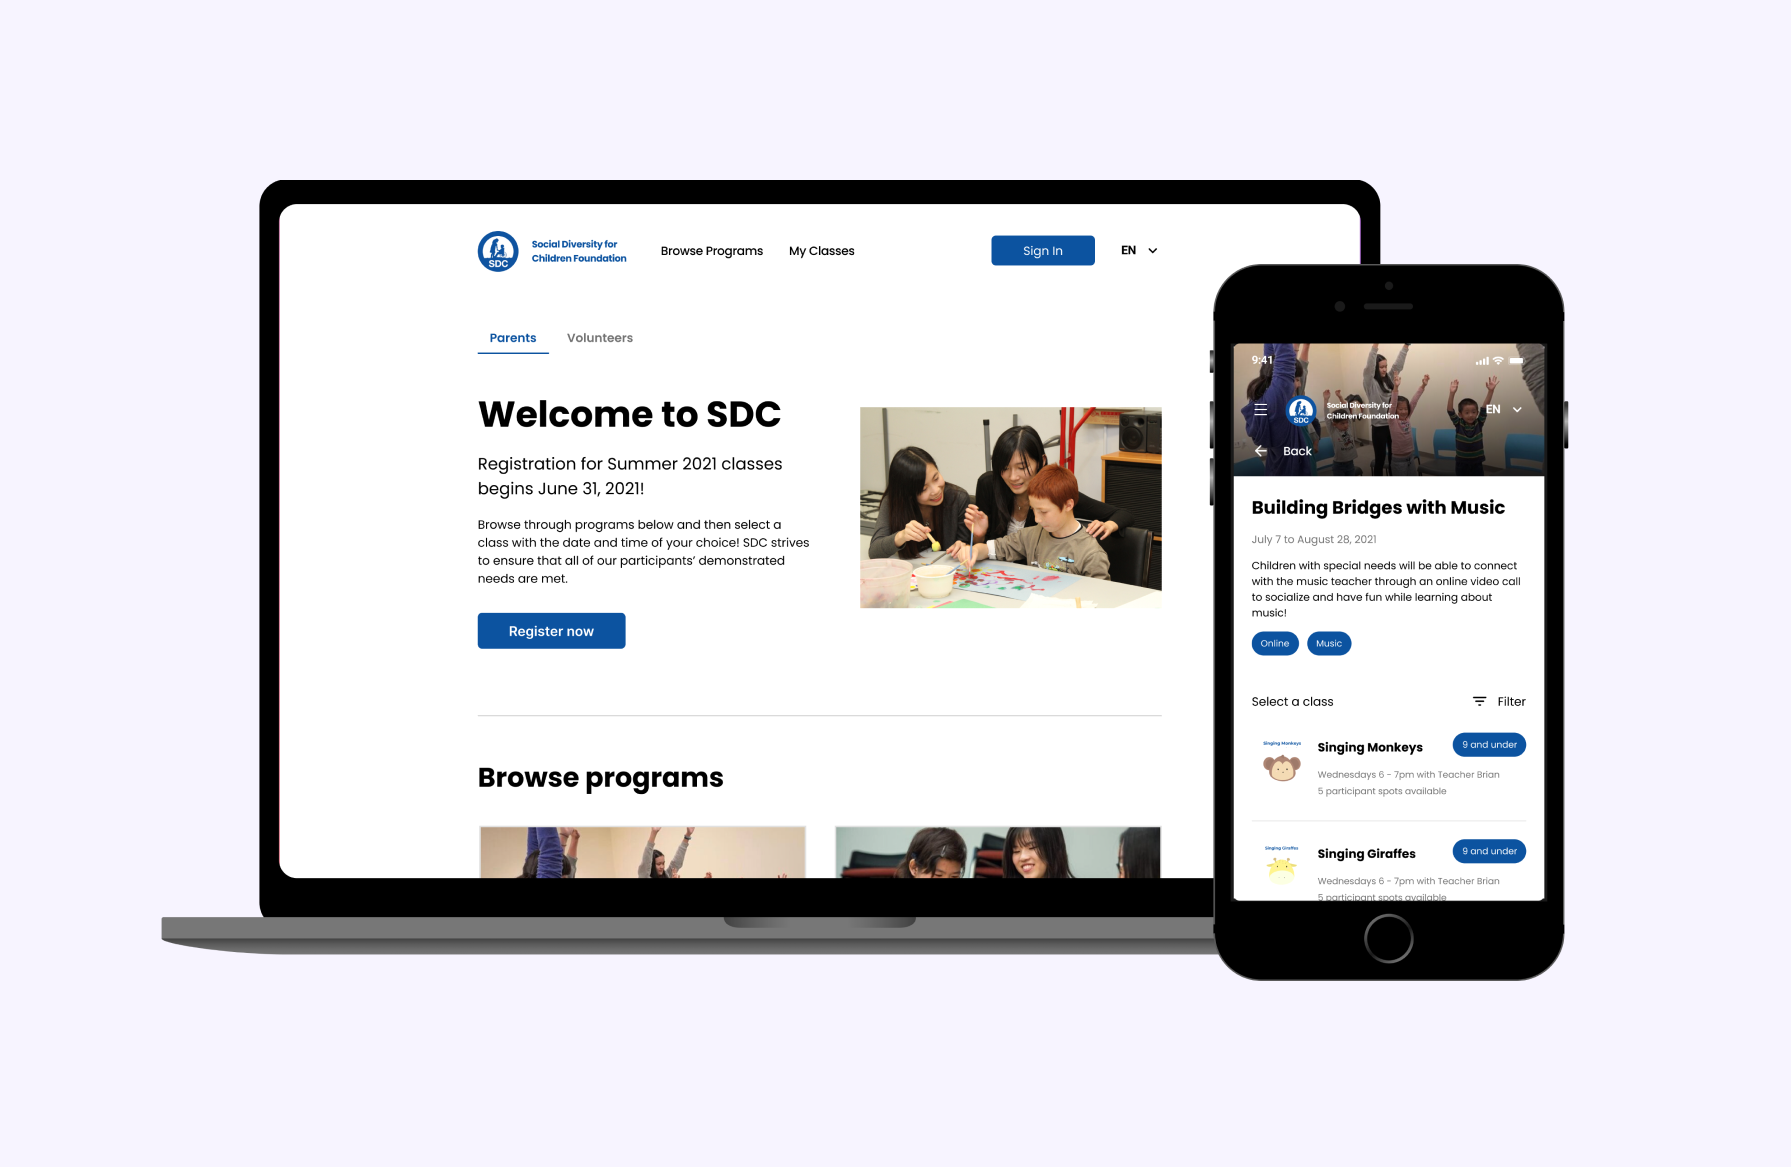 SDC
Social Diversity for
Children Foundation
Browse Programs
My Classes
Sign In
EN
Parents
Volunteers
Welcome to SDC
Registration for Summer 2021 classes
begins June 31, 2021!
Browse through programs below and then select a
class with the date and time of your choice! SDC strives
to ensure that all of our participants’ demonstrated
needs are met.
Register now
Browse programs
9:41
SDC
Social Diversity for
Children Foundation
EN
Back
Building Bridges with Music
July 7 to August 28, 2021
Children with special needs will be able to connect
with the music teacher through an online video call
to socialize and have fun while learning about
music!
Online
Music
Select a class
Filter
Singing Monkeys
Singing Monkeys
9 and under
Wednesdays 6 - 7pm with Teacher Brian
5 participant spots available
Singing Giraffes
Singing Giraffes
9 and under
Wednesdays 6 - 7pm with Teacher Brian
5 participant spots available